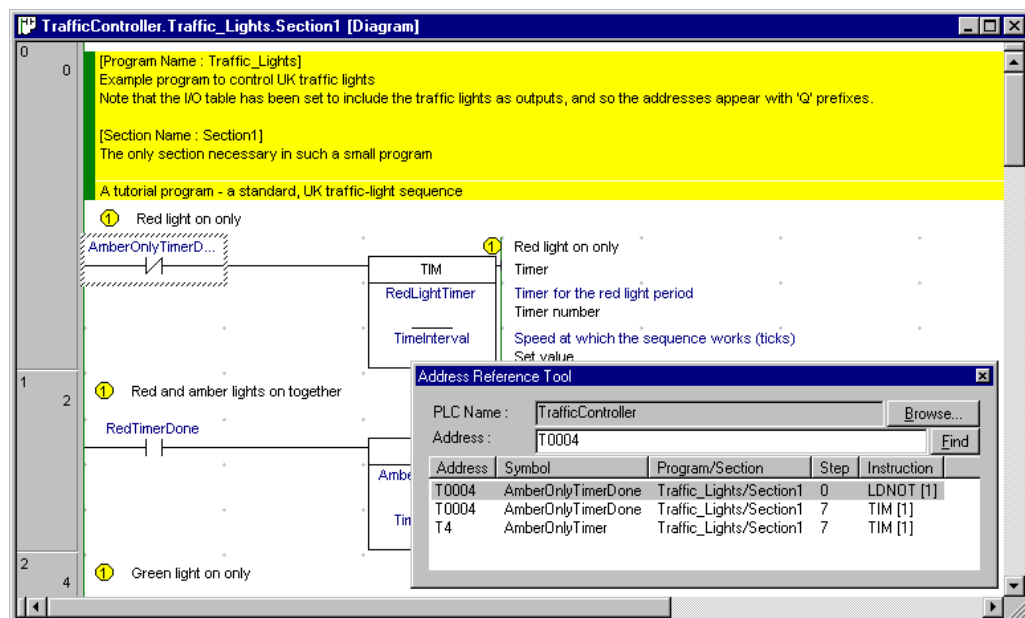 TrafficController.Traffic_Lights.Section1 [Diagram]
0
0
[Program Name : Traffic_Lights]
Example program to control UK traffic lights
Note that the I/O table has been set to include the traffic lights as outputs, and so the addresses appear with 'Q' prefixes.
[Section Name : Section1]
The only section necessary in such a small program
A tutorial program - a standard, UK traffic-light sequence
1 Red light on only
AmberOnlyTimerD...
1 Red light on only
TIM Timer
RedLightTimer Timer for the red light period
Timer number
TimeInterval Speed at which the sequence works (ticks)
Set value
1
2
1 Red and amber lights on together
RedTimerDone
Ambe
Tin
Address Reference Tool
PLC Name : TrafficController Browse...
Address : T0004 Find
Address Symbol Program/Section Step Instruction
T0004 AmberOnlyTimerDone Traffic_Lights/Section1 0 LDNOT [1]
T0004 AmberOnlyTimerDone Traffic_Lights/Section1 7 TIM [1]
T4 AmberOnlyTimer Traffic_Lights/Section1 7 TIM [1]
2
4
1 Green light on only